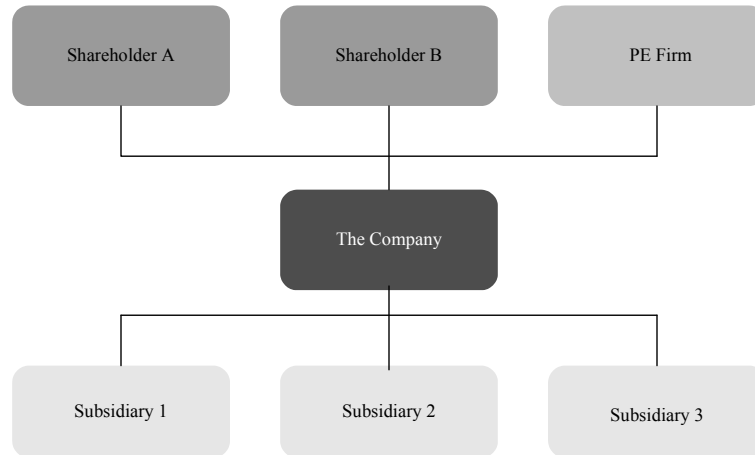 Shareholder A
Shareholder B
PE Firm
The Company
Subsidiary 1
Subsidiary 2
Subsidiary 3